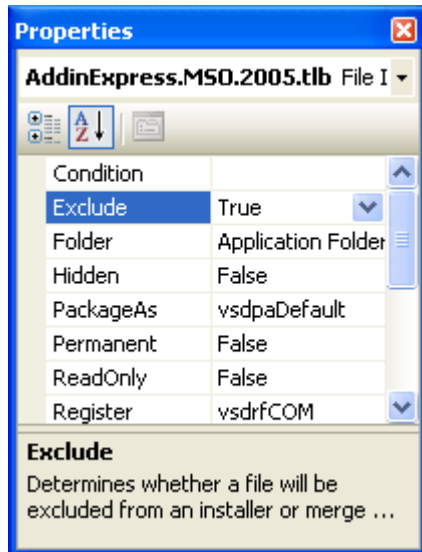 Properties
AddinExpress.MSO.2005.tlb File I
Condition
Exclude True
Folder Application Folder
Hidden False
PackageAs vsdpaDefault
Permanent False
ReadOnly False
Register vsdrfCOM
Exclude
Determines whether a file will be
excluded from an installer or merge ...